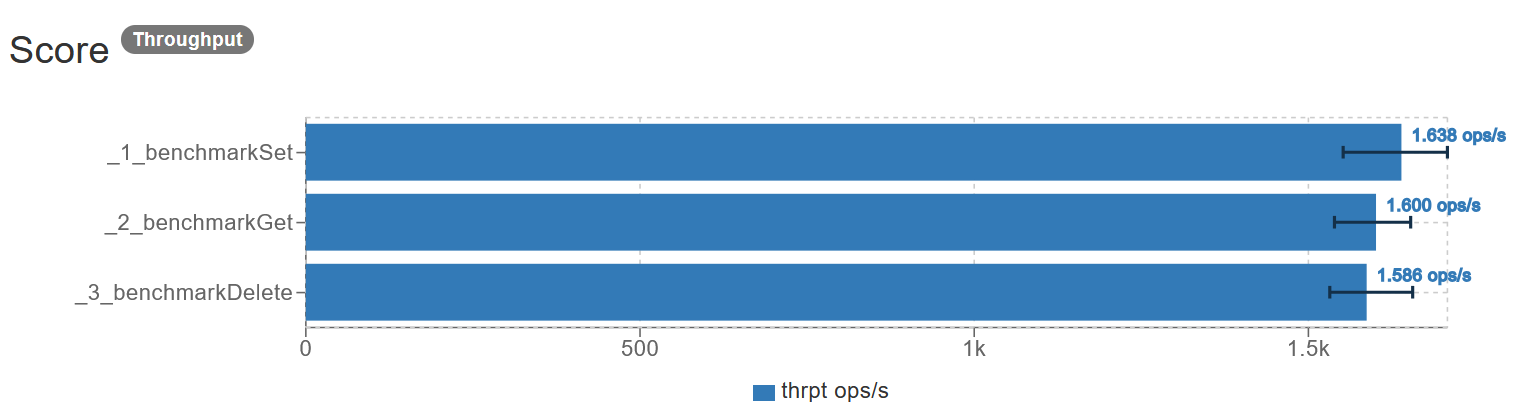 Score Throughput
1.638 ops/s
_1_benchmarkSet
1.600 ops/s
_2_benchmarkGet
1.586 ops/s
_3_benchmarkDelete
0 500 1k 1.5k
thrpt ops/s